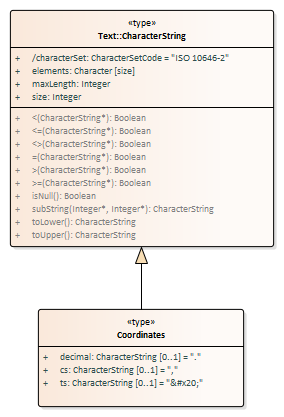 «type»
Text::CharacterString
+ /characterSet: CharacterSetCode = "ISO 10646-2"
+ elements: Character [size]
+ maxLength: Integer
+ size: Integer
+ <(CharacterString*): Boolean
+ <=(CharacterString*): Boolean
+ <>(CharacterString*): Boolean
+ =(CharacterString*): Boolean
+ >(CharacterString*): Boolean
+ >=(CharacterString*): Boolean
+ isNull(): Boolean
+ subString(Integer*, Integer*): CharacterString
+ toLower(): CharacterString
+ toUpper(): CharacterString
«type»
Coordinates
+ decimal: CharacterString [0..1] = "."
+ cs: CharacterString [0..1] = ","
+ ts: CharacterString [0..1] = "&#x20;"